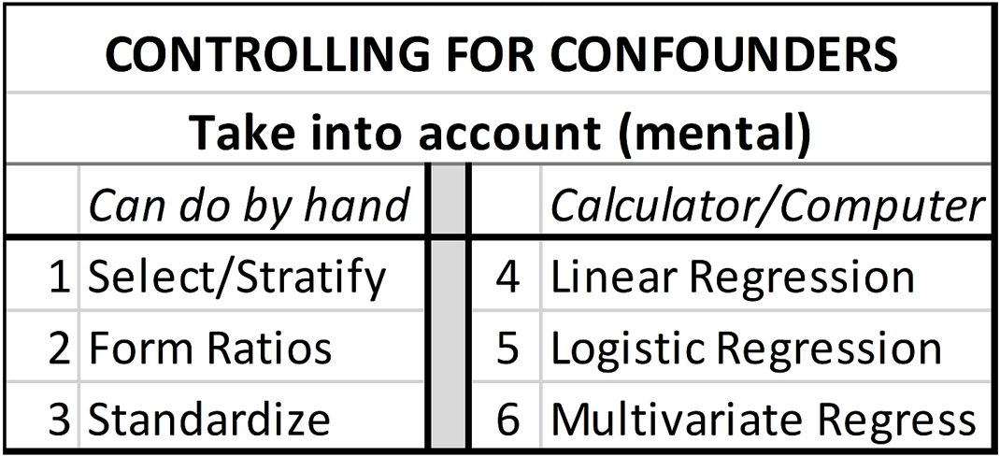 CONTROLLING FOR CONFOUNDERS
Take into account (mental)
Can do by hand Calculator/Computer
1 Select/Stratify 4 Linear Regression
2 Form Ratios 5 Logistic Regression
3 Standardize 6 Multivariate Regress